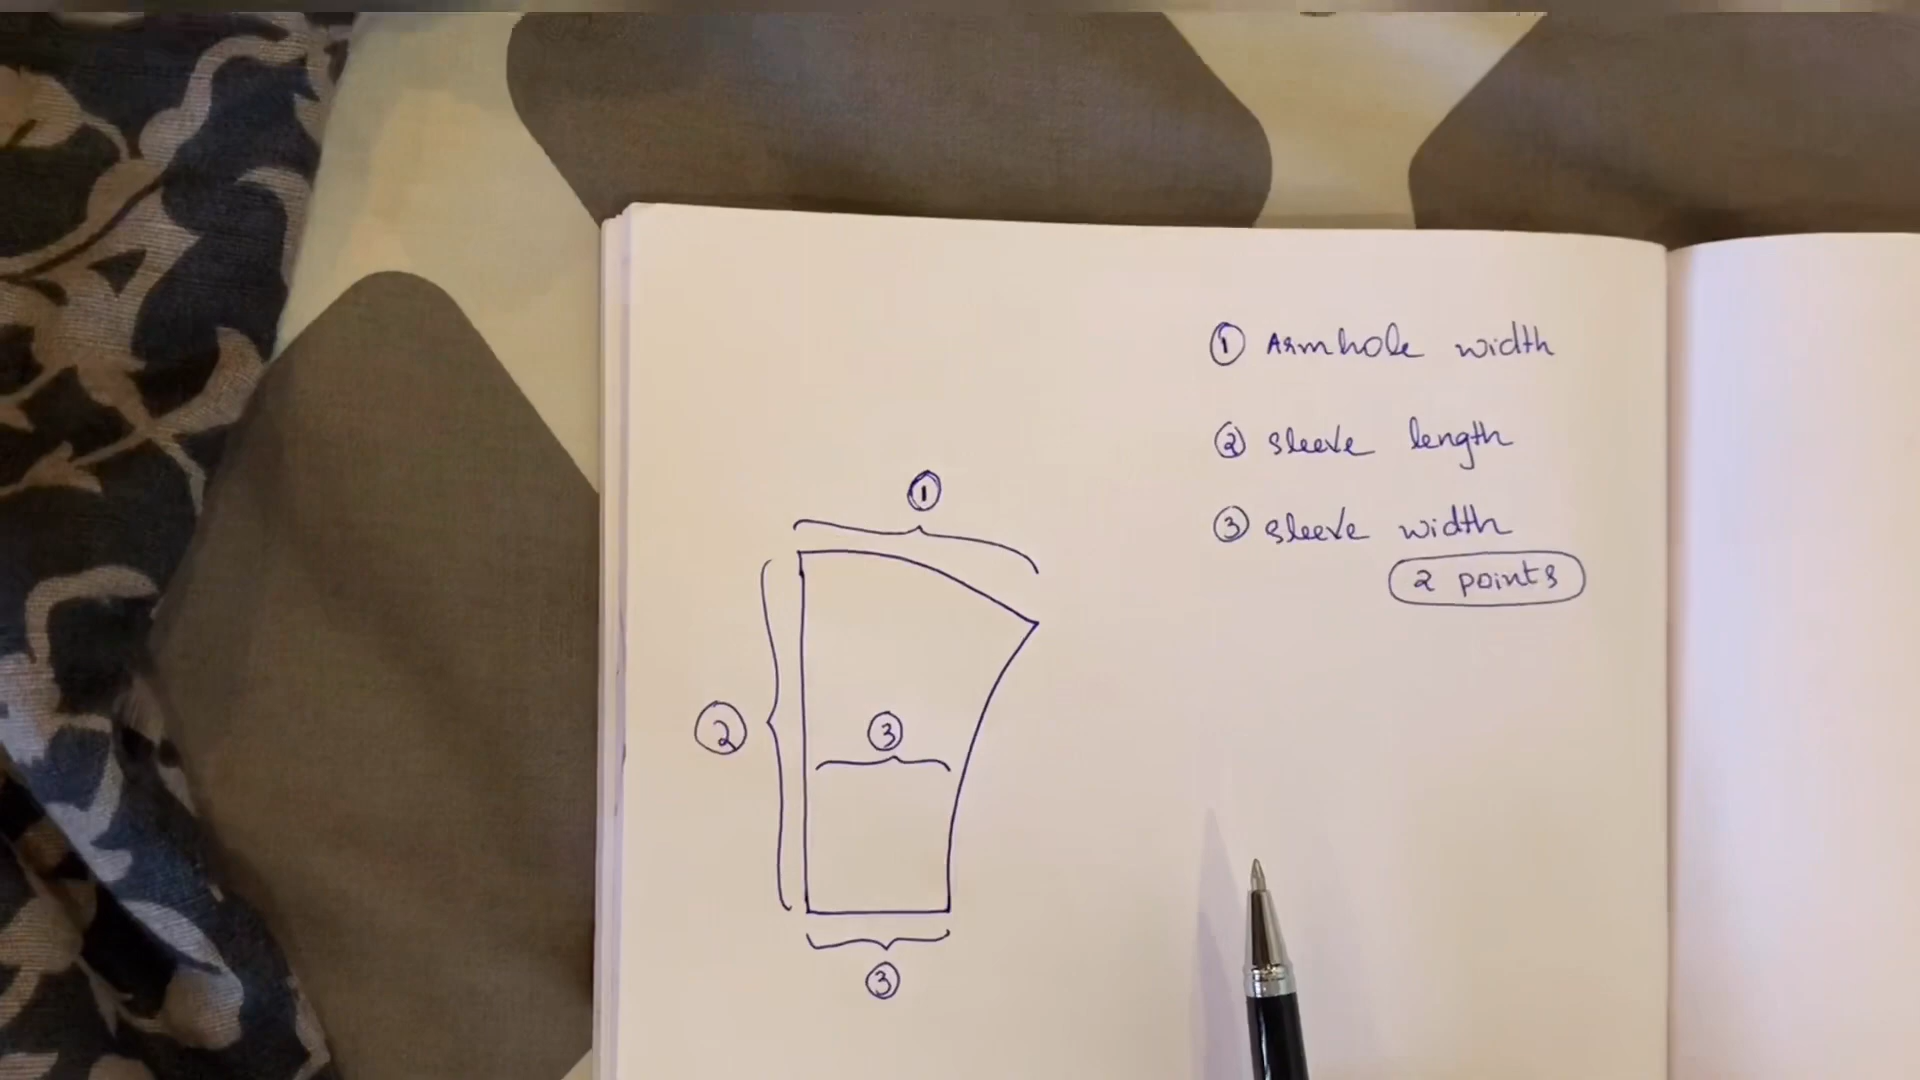 ① Armhole width
② sleeve length
③ sleeve width
2 points
①
②
③
③